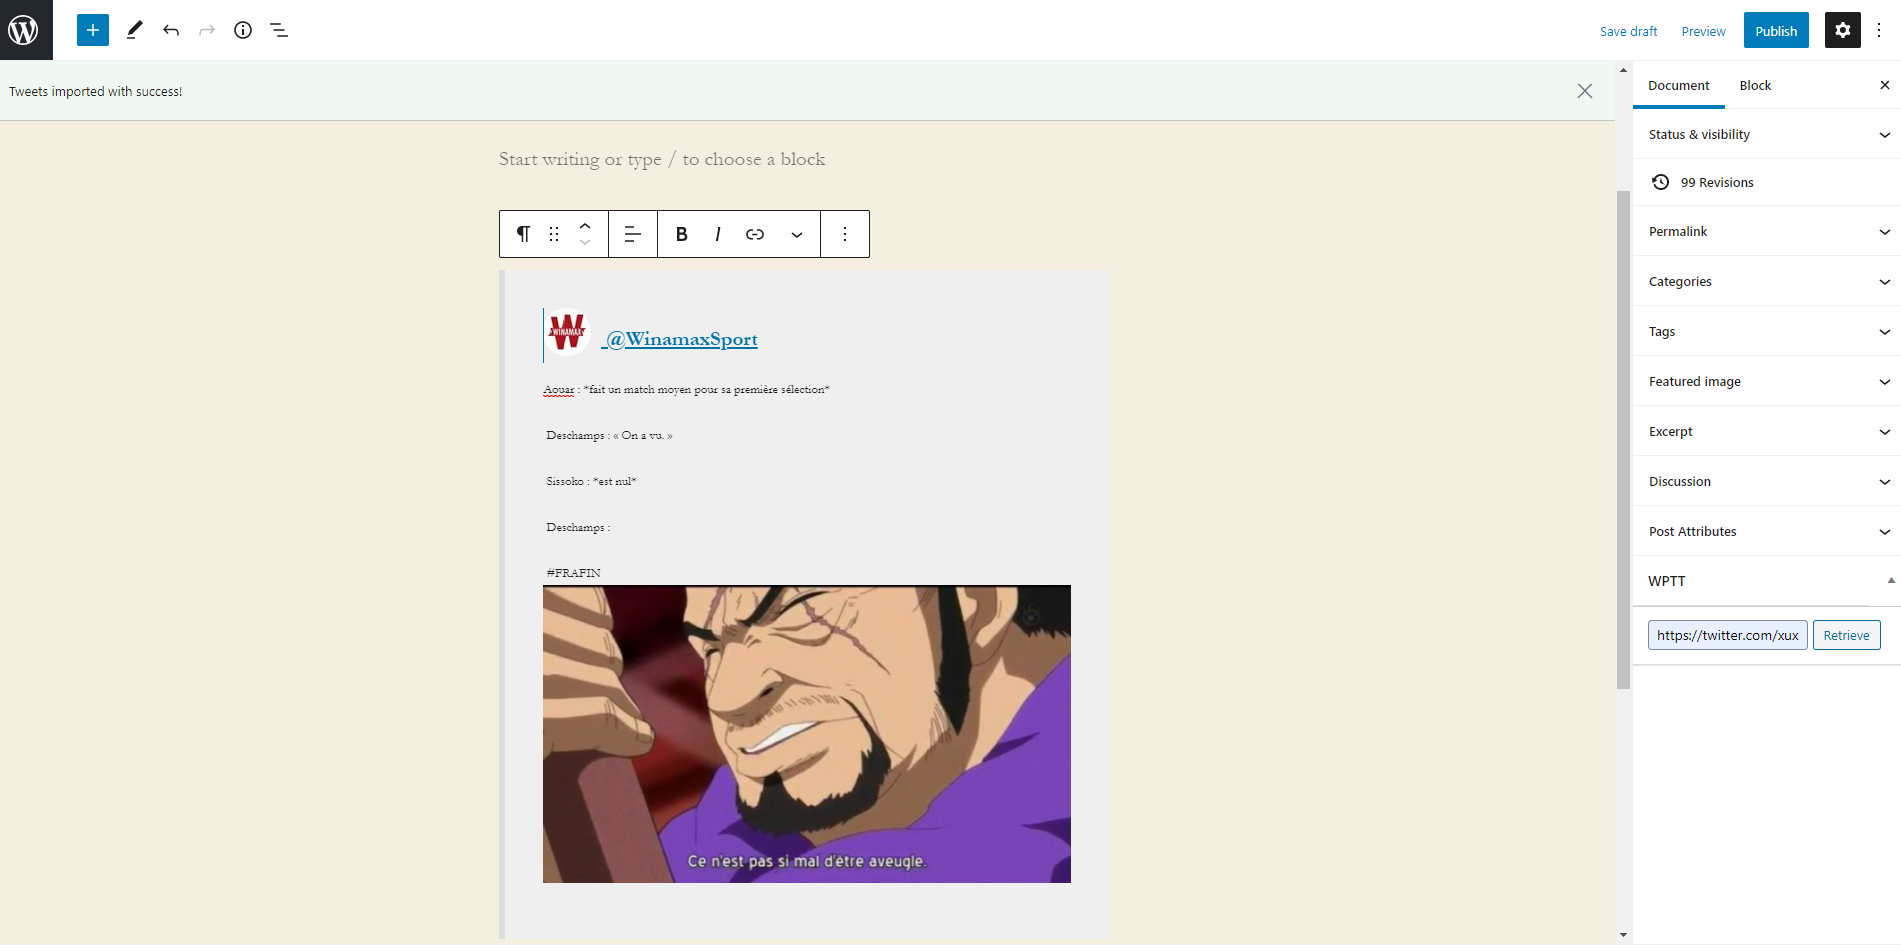 Save draft
Preview
Publish
Tweets imported with success!
Document
Block
Start writing or type / to choose a block
B I
WINAMAX
@WinamaxSport
Aouar : *fait un match moyen pour sa première sélection*
Deschamps : « On a vu. »
Sissoko : *est nul*
Deschamps :
#FRAFIN
Ce n'est pas si mal d'être aveugle.
Status & visibility
99 Revisions
Permalink
Categories
Tags
Featured image
Excerpt
Discussion
Post Attributes
WPTT
https://twitter.com/xux
Retrieve